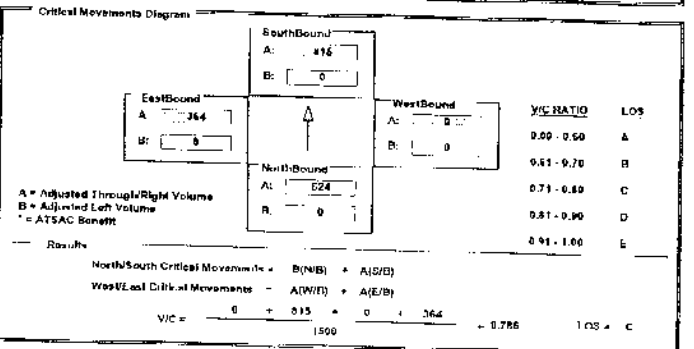 Critical Movements Diagram
SouthBound
A: 815
B: 0
EastBound
A: 364
B: 0
WestBound
A: 0
B: 0
NorthBound
A: 624
B: 0
V/C RATIO LOS
0.00 - 0.60 A
0.61 - 0.70 B
0.71 - 0.80 C
0.81 - 0.90 D
0.91 - 1.00 E
A = Adjusted Through/Right Volume
B = Adjusted Left Volume
* = ATSAC Benefit
Results
North/South Critical Movements = B(N/B) + A(S/B)
West/East Critical Movements = A(W/B) + A(E/B)
V/C = 0 + 815 + 0 + 364
1500
= 0.786 LOS = C